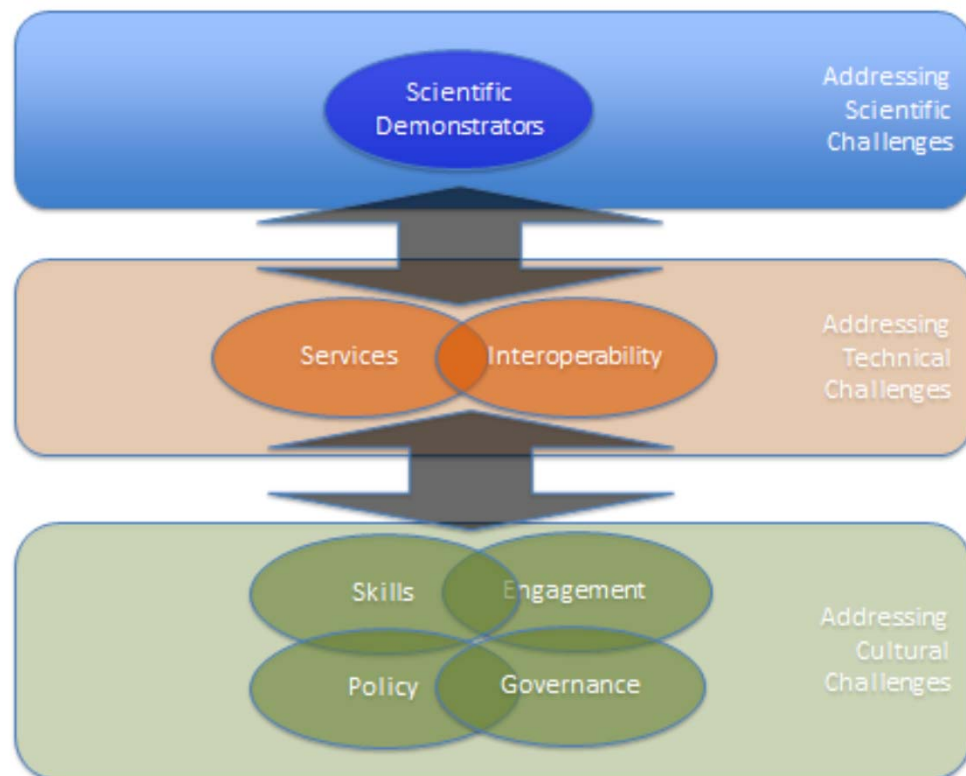 Scientific
Demonstrators
Addressing
Scientific
Challenges
Services
Interoperability
Addressing
Technical
Challenges
Skills
Engagement
Policy
Governance
Addressing
Cultural
Challenges